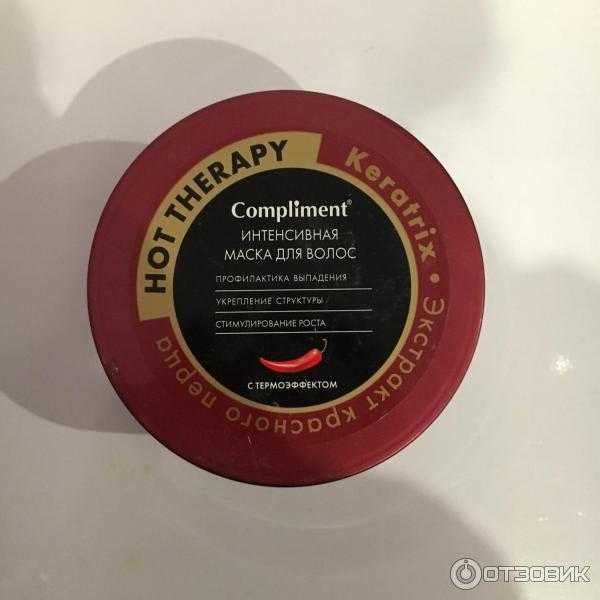 HOT THERAPY
Keratrix • Экстракт красного перца
Compliment®
ИНТЕНСИВНАЯ
МАСКА ДЛЯ ВОЛОС
ПРОФИЛАКТИКА ВЫПАДЕНИЯ
УКРЕПЛЕНИЕ СТРУКТУРЫ
СТИМУЛИРОВАНИЕ РОСТА
С ТЕРМОЭФФЕКТОМ
ОТЗОВИК